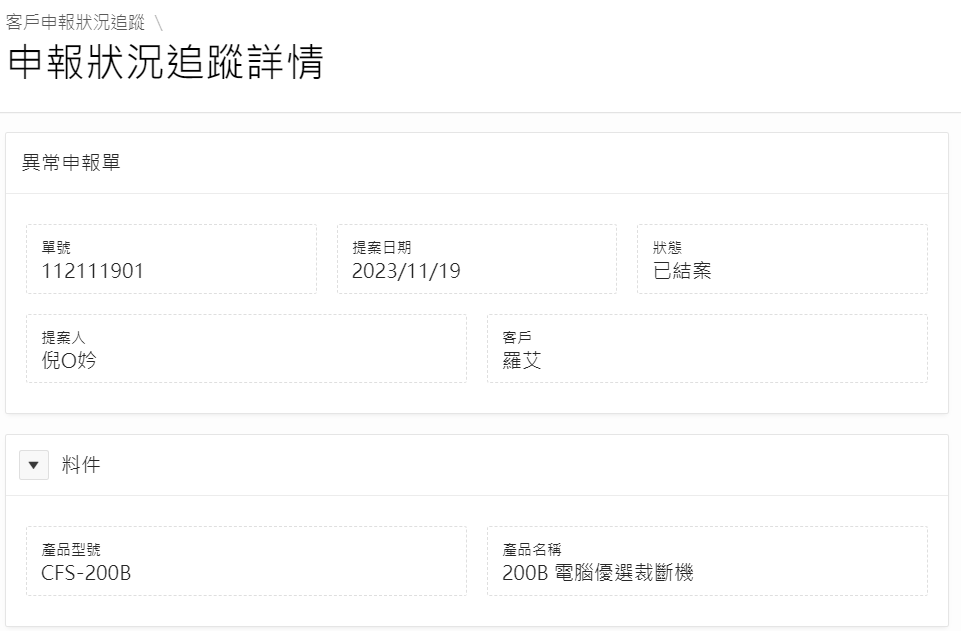 客戶申報狀況追蹤 \
申報狀況追蹤詳情
異常申報單
單號
112111901
提案日期
2023/11/19
狀態
已結案
提案人
倪O妗
客戶
羅艾
料件
產品型號
CFS-200B
產品名稱
200B 電腦優選裁斷機